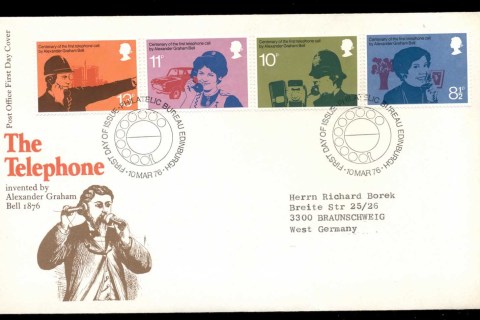 Post Office First Day Cover
Centenary of the first telephone call
by Alexander Graham Bell
13p
Centenary of the first telephone call
by Alexander Graham Bell
11p
Centenary of the first telephone call
by Alexander Graham Bell
10p
Centenary of the first telephone call
by Alexander Graham Bell
8½p
FIRST DAY OF ISSUE · PHILATELIC BUREAU EDINBURGH
· 10 MAR 76 ·
FIRST DAY OF ISSUE · PHILATELIC BUREAU EDINBURGH
· 10 MAR 76 ·
The
Telephone
invented by
Alexander Graham
Bell 1876
Herrn Richard Borek
Breite Str 25/26
3300 BRAUNSCHWEIG
West Germany